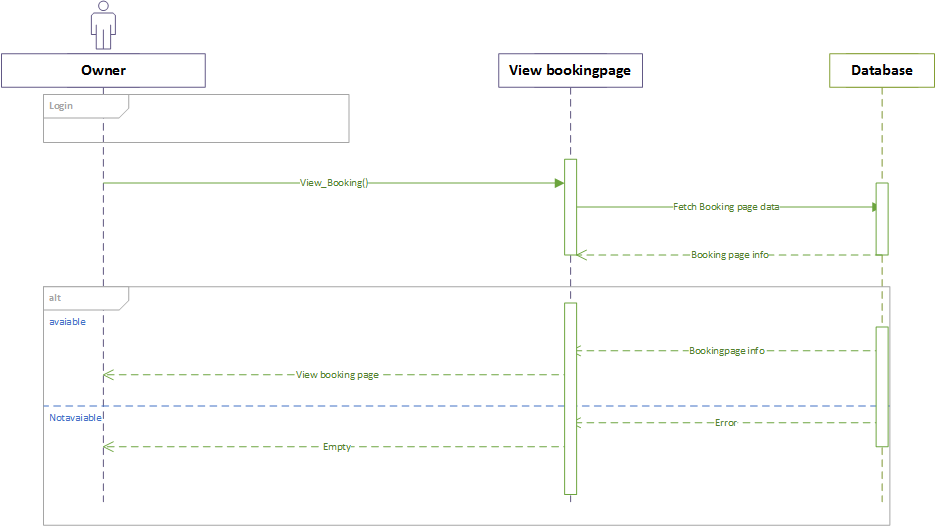 Owner
View bookingpage
Database
Login
View_Booking()
Fetch Booking page data
Booking page info
alt
avaiable
Bookingpage info
View booking page
Notavaiable
Error
Empty